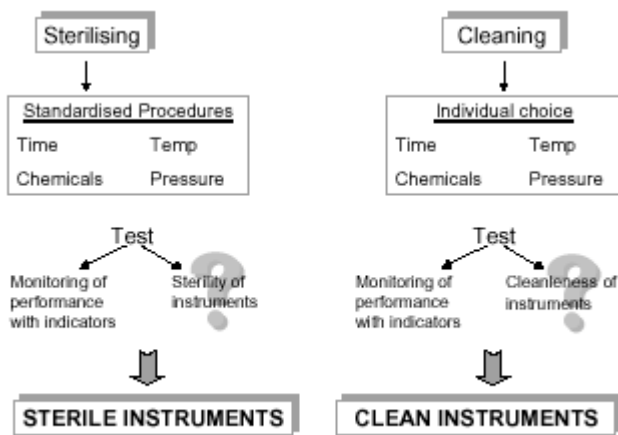 Sterilising
Standardised Procedures
Time Temp
Chemicals Pressure
Test
Monitoring of
performance
with indicators
Sterility of
instruments
?
STERILE INSTRUMENTS
Cleaning
Individual choice
Time Temp
Chemicals Pressure
Test
Monitoring of
performance
with indicators
Cleanleness of
instruments
?
CLEAN INSTRUMENTS